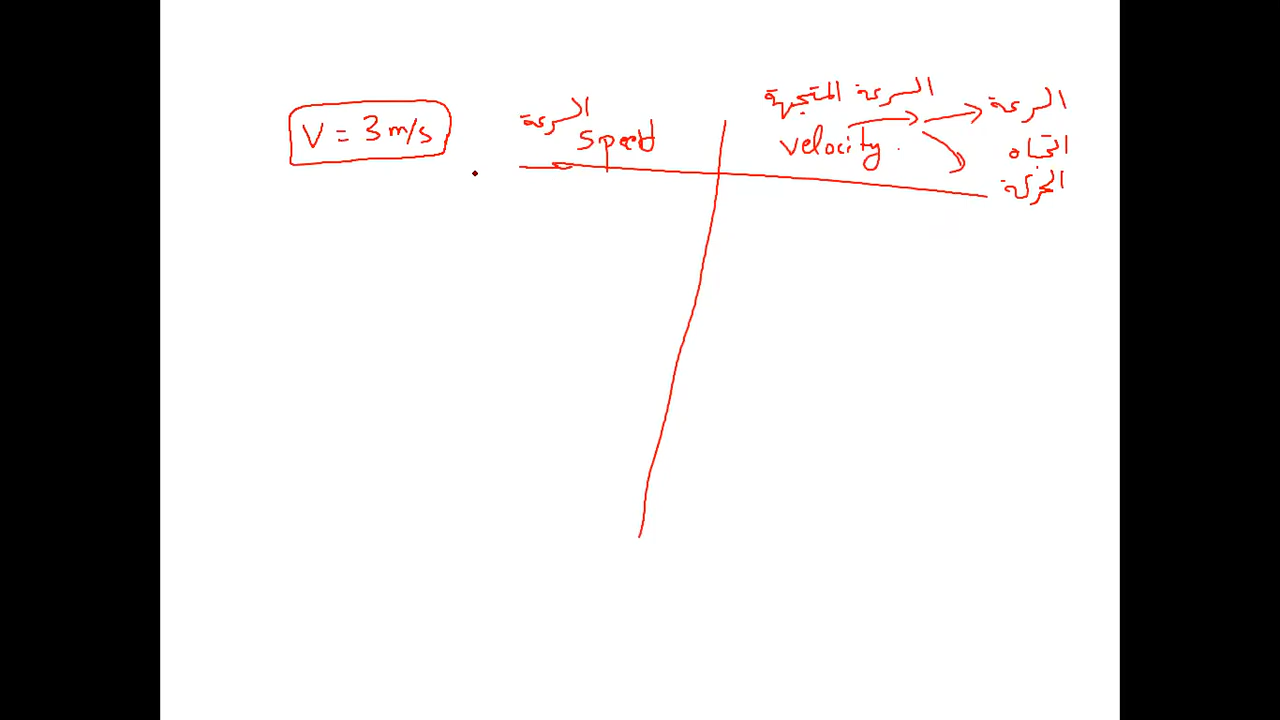 V = 3 m/s
السرعة
speed
السرعة المتجهة
velocity
السرعة
اتجاه
الحركة